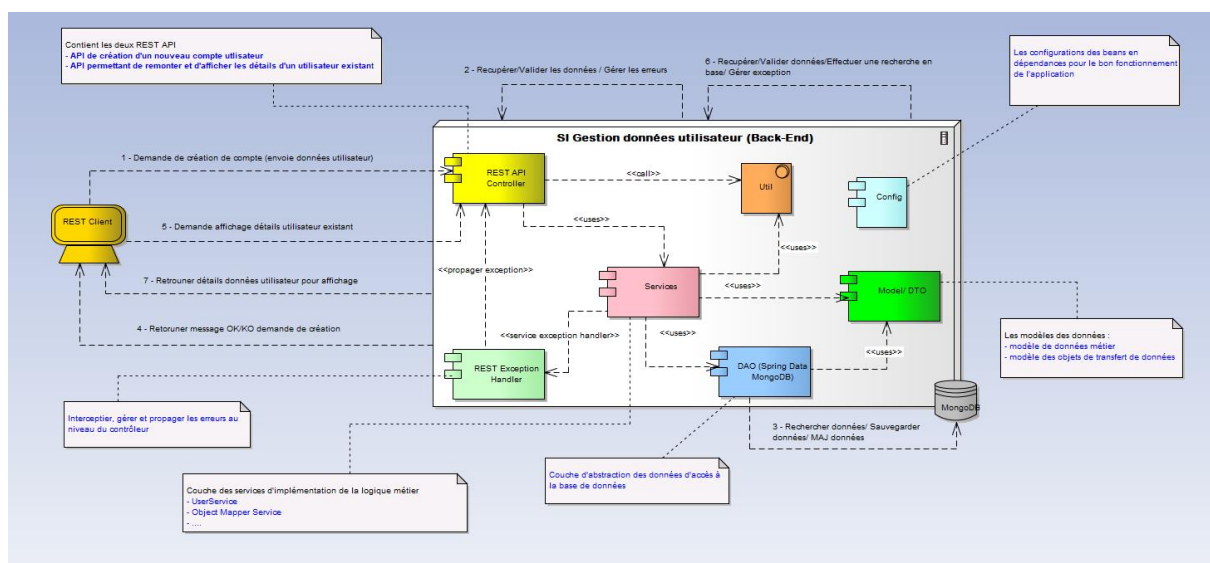 Contient les deux REST API
- API de création d'un nouveau compte utlisateur
- API permettant de remonter et d'afficher les détails d'un utilisateur existant
2 - Recupérer/Valider les données / Gérer les erreurs
6 - Recupérer/Valider données/Effectuer une recherche en
base/ Gérer exception
Les configurations des beans en
dépendances pour le bon fonctionnement
de l'application
SI Gestion données utilisateur (Back-End)
1 - Demande de création de compte (envoie données utilisateur)
REST API
Controller
<<call>>
Util
Config
REST Client
<<uses>>
5 - Demande affichage détails utilisateur existant
<<uses>>
<<propager exception>>
7 - Retrouner détails données utilisateur pour affichage
Services
<<uses>>
Model/ DTO
4 - Retoruner message OK/KO demande de création
<<service exception handler>>
<<uses>>
<<uses>>
Les modèles des données :
- modèle de données métier
- modèle des objets de transfert de données
REST Exception
Handler
DAO (Spring Data
MongoDB)
MongoDB
Interceptier, gérer et propager les erreurs au
niveau du contrôleur
3 - Rechercher données/ Sauvegarder
données/ MAJ données
Couche d'abstraction des données d'accès à
la base de données
Couche des services d'implémentation de la logique métier
- UserService
- Object Mapper Service
- ....